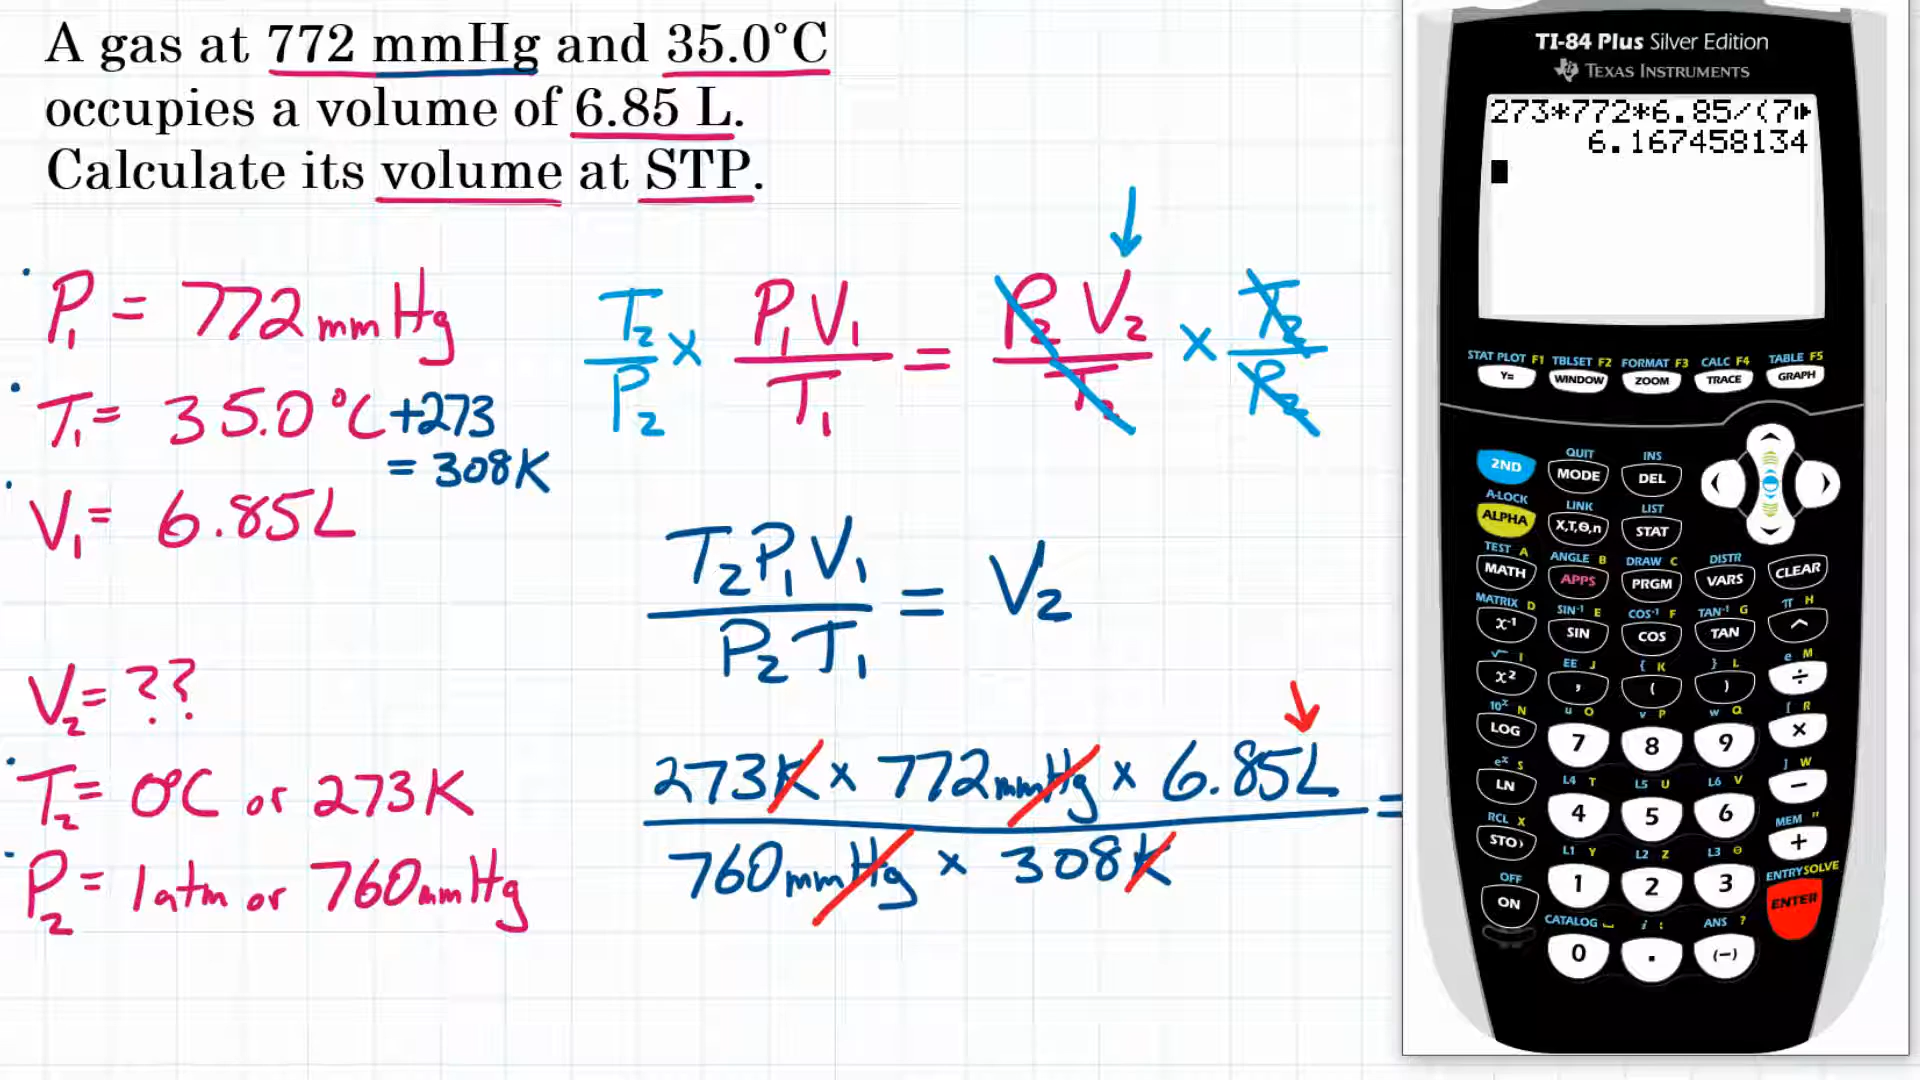 A gas at 772 mmHg and 35.0°C
occupies a volume of 6.85 L.
Calculate its volume at STP.
P₁ = 772 mmHg
T₁ = 35.0°C +273
= 308K
V₁ = 6.85L
V₂ = ??
T₂ = 0°C or 273K
P₂ = 1atm or 760mmHg
T₂/P₂ × P₁V₁/T₁ = P₂V₂/T₂ × T₂/P₂
T₂P₁V₁/P₂T₁ = V₂
273K × 772mmHg × 6.85L
=
760mmHg × 308K
TI-84 Plus Silver Edition
TEXAS INSTRUMENTS
273*772*6.85/(7
6.167458134
STAT PLOT F1 TBLSET F2 FORMAT F3 CALC F4 TABLE F5
Y= WINDOW ZOOM TRACE GRAPH
QUIT INS
2ND MODE DEL
A-LOCK LINK LIST
ALPHA X,T,θ,n STAT
TEST A ANGLE B DRAW C DISTR
MATH APPS PRGM VARS CLEAR
MATRIX D SIN⁻¹ E COS⁻¹ F TAN⁻¹ G π H
x⁻¹ SIN COS TAN ^
√ I EE J { K } L e M
x² , ( ) ÷
10ˣ N u O v P w Q [ R
LOG 7 8 9 ×
eˣ S L4 T L5 U L6 V ] W
LN 4 5 6 −
RCL X L1 Y L2 Z L3 θ MEM "
STO› 1 2 3 +
OFF CATALOG ⎵ i : ANS ? ENTRY SOLVE
ON 0 . (−) ENTER